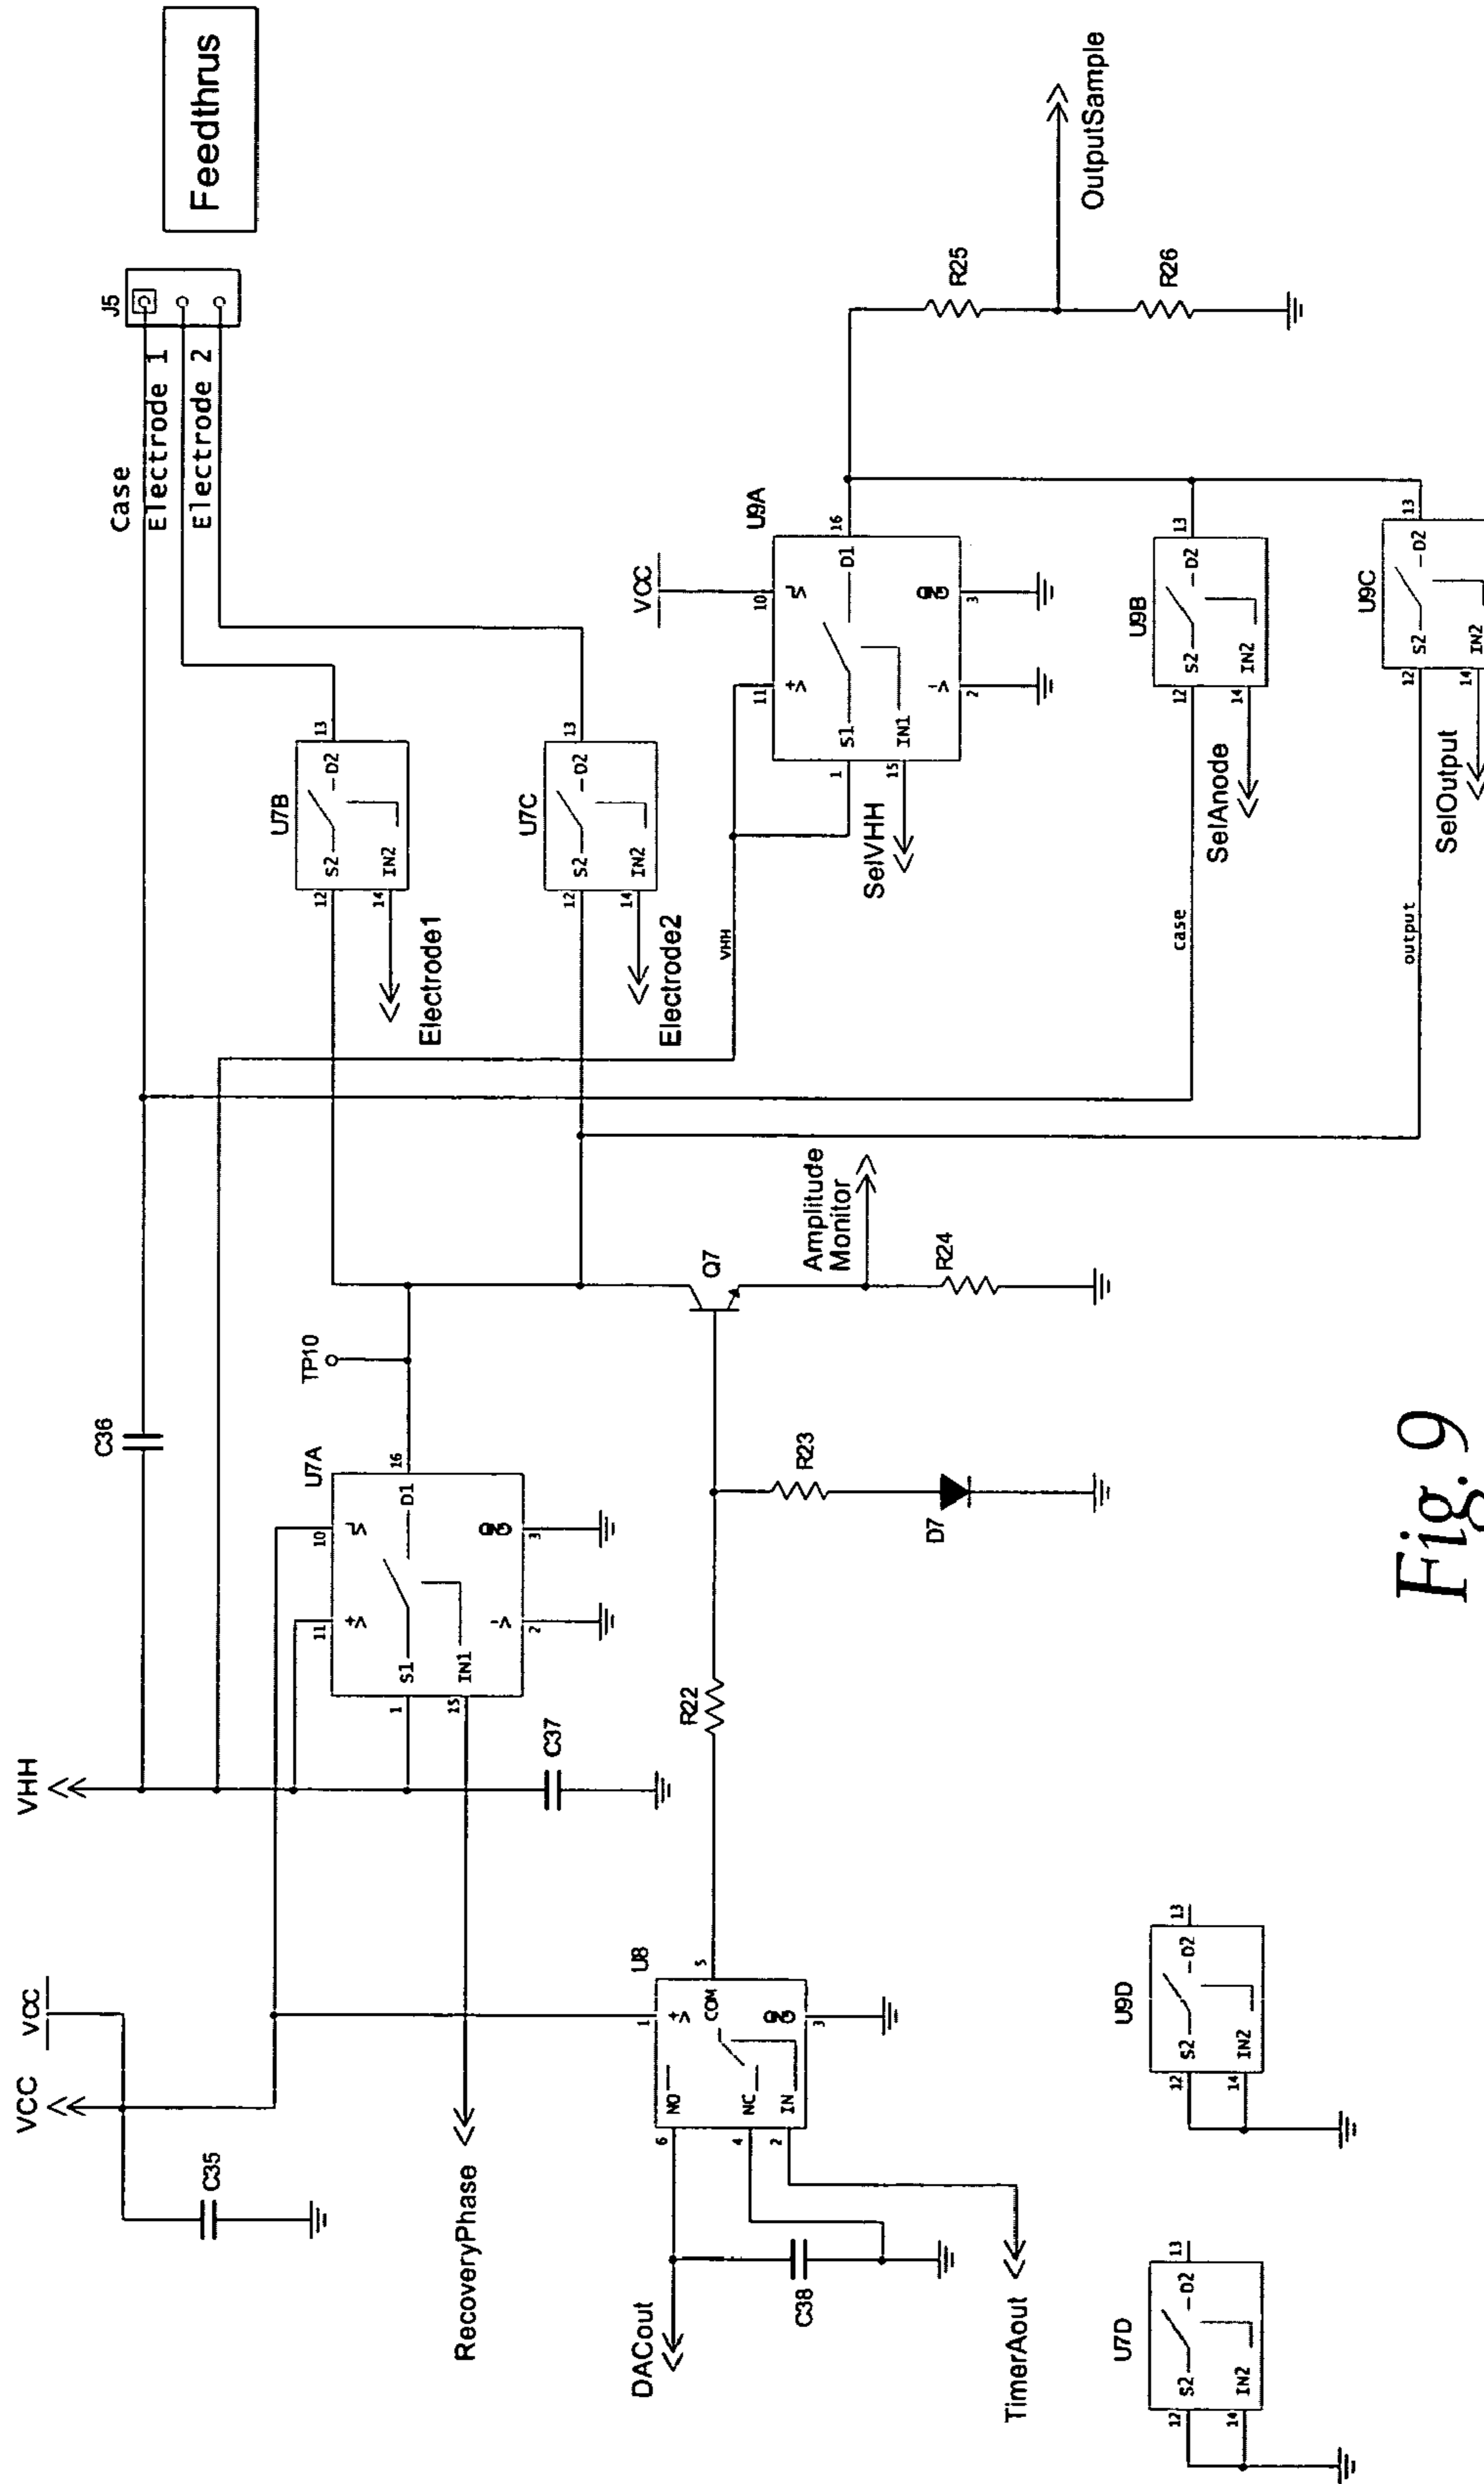 Feedthrus
J5
Case
Electrode 1
Electrode 2
VHH
VCC
VCC
C36
C35
C37
U7A
10
11
VL
V+
S1
D1
IN1
V-
GND
1
15
16
2
3
TP10
RecoveryPhase
U7B
12
13
14
S2
D2
IN2
Electrode1
U7C
12
13
14
S2
D2
IN2
Electrode2
VHH
U9A
VCC
10
11
VL
V+
S1
D1
IN1
V-
GND
1
15
16
2
3
SelVHH
R25
R26
OutputSample
U9B
12
13
14
S2
D2
IN2
case
SelAnode
U9C
12
13
14
S2
D2
IN2
output
SelOutput
Q7
Amplitude
Monitor
R24
R22
R23
D7
U8
1
V+
COM
5
NO
6
NC
4
IN
2
GND
3
DACout
C38
TimerAout
U7D
12
13
14
S2
D2
IN2
U9D
12
13
14
S2
D2
IN2
Fig. 9